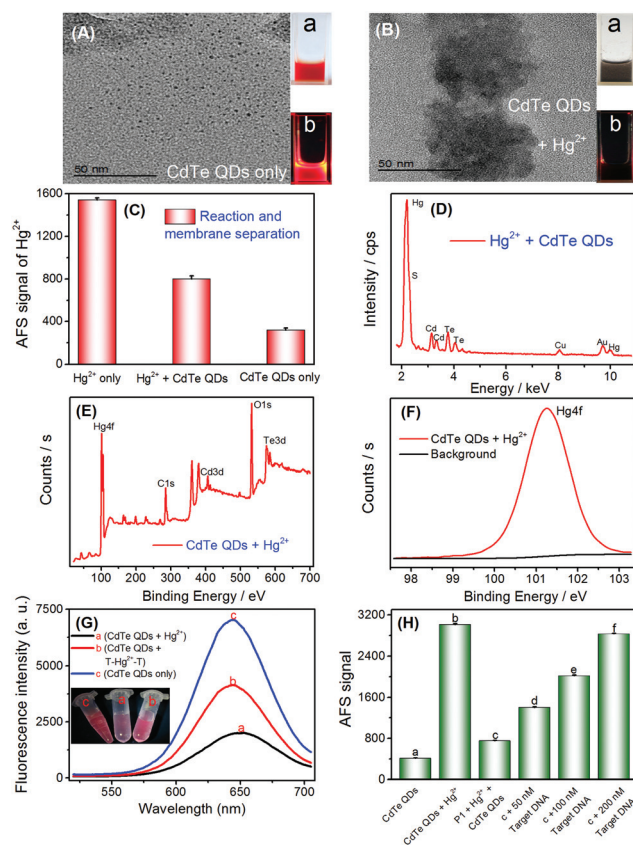 (A)
a
b
50 nm
CdTe QDs only
(B)
a
CdTe QDs
+ Hg²⁺
b
50 nm
AFS signal of Hg²⁺
1600
1200
800
400
0
(C)
Reaction and
membrane separation
Hg²⁺ only
Hg²⁺ + CdTe QDs
CdTe QDs only
Intensity / cps
(D)
Hg²⁺ + CdTe QDs
Hg
S
Cd
Cd
Te
Te
Cu
Au
Hg
2 4 6 8 10
Energy / keV
Counts / s
(E)
Hg4f
C1s
Cd3d
O1s
Te3d
CdTe QDs + Hg²⁺
100 200 300 400 500 600 700
Binding Energy / eV
Counts / s
(F)
Hg4f
CdTe QDs + Hg²⁺
Background
98 99 100 101 102 103
Binding Energy / eV
Fluorescence intensity (a. u.)
7500
5000
2500
0
(G)
a (CdTe QDs + Hg²⁺)
b (CdTe QDs +
T-Hg²⁺-T)
c (CdTe QDs only)
c a b
c
b
a
550 600 650 700
Wavelength (nm)
AFS signal
3200
2400
1600
800
0
(H)
a
b
c
d
e
f
CdTe QDs
CdTe QDs + Hg²⁺
P1 + Hg²⁺ +
CdTe QDs
c + 50 nM
Target DNA
c +100 nM
Target DNA
c + 200 nM
Target DNA